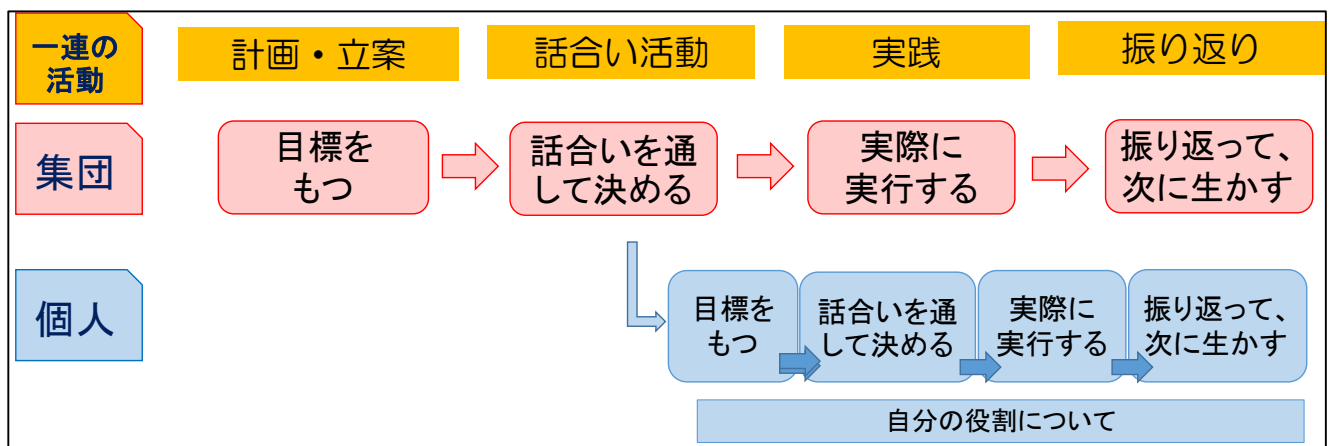 一連の
活動
計画・立案
話合い活動
実践
振り返り
集団
目標を
もつ
話合いを通
して決める
実際に
実行する
振り返って、
次に生かす
個人
目標を
もつ
話合いを通
して決める
実際に
実行する
振り返って、
次に生かす
自分の役割について